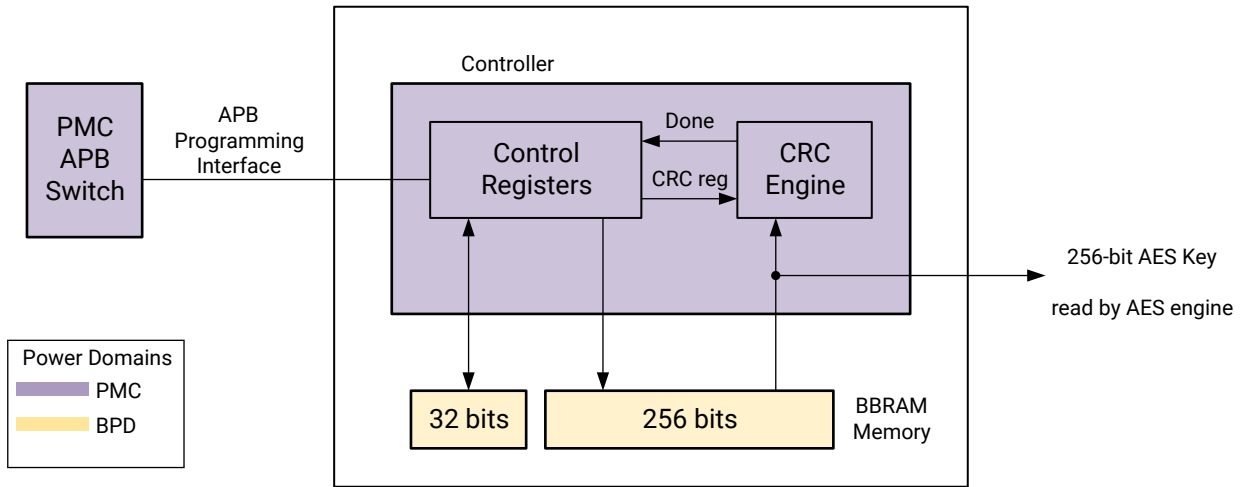 Controller
PMC
APB
Switch
APB
Programming
Interface
Control
Registers
Done
CRC reg
CRC
Engine
256-bit AES Key
read by AES engine
Power Domains
PMC
BPD
32 bits
256 bits
BBRAM
Memory